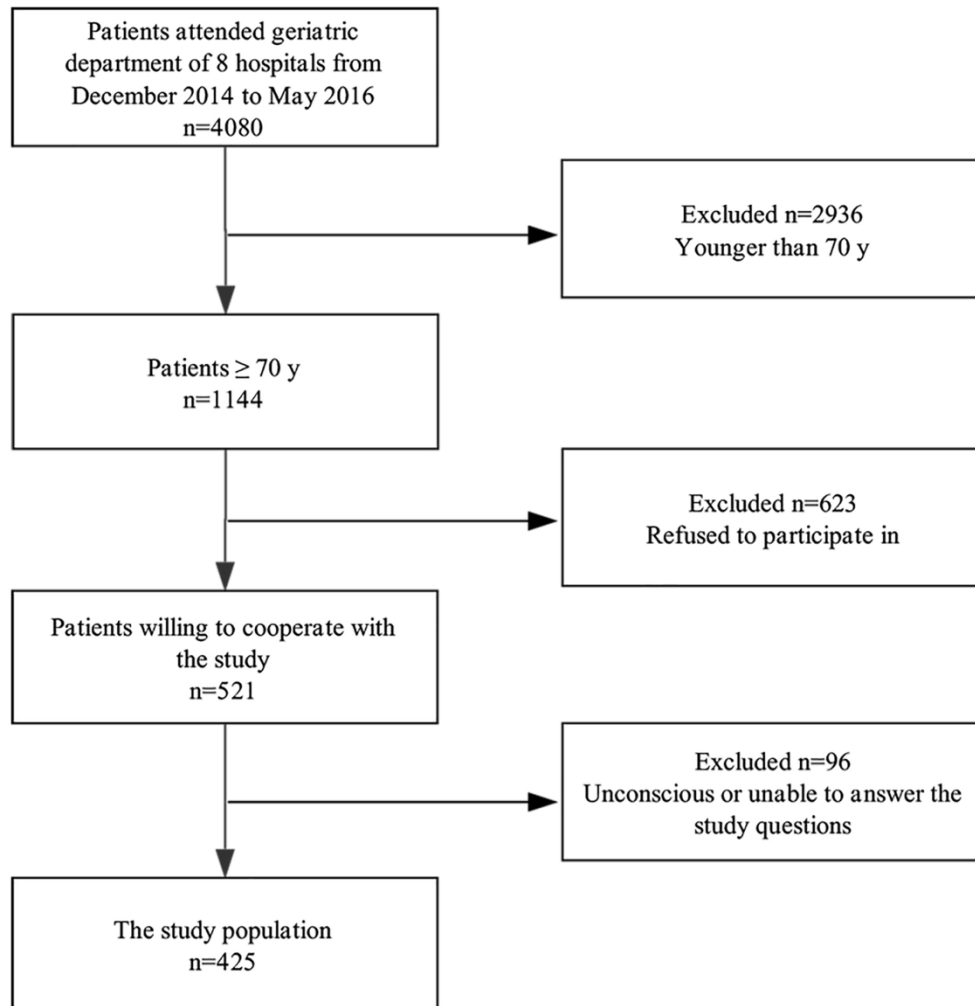 Patients attended geriatric
department of 8 hospitals from
December 2014 to May 2016
n=4080
Excluded n=2936
Younger than 70 y
Patients ≥ 70 y
n=1144
Excluded n=623
Refused to participate in
Patients willing to cooperate with
the study
n=521
Excluded n=96
Unconscious or unable to answer the
study questions
The study population
n=425